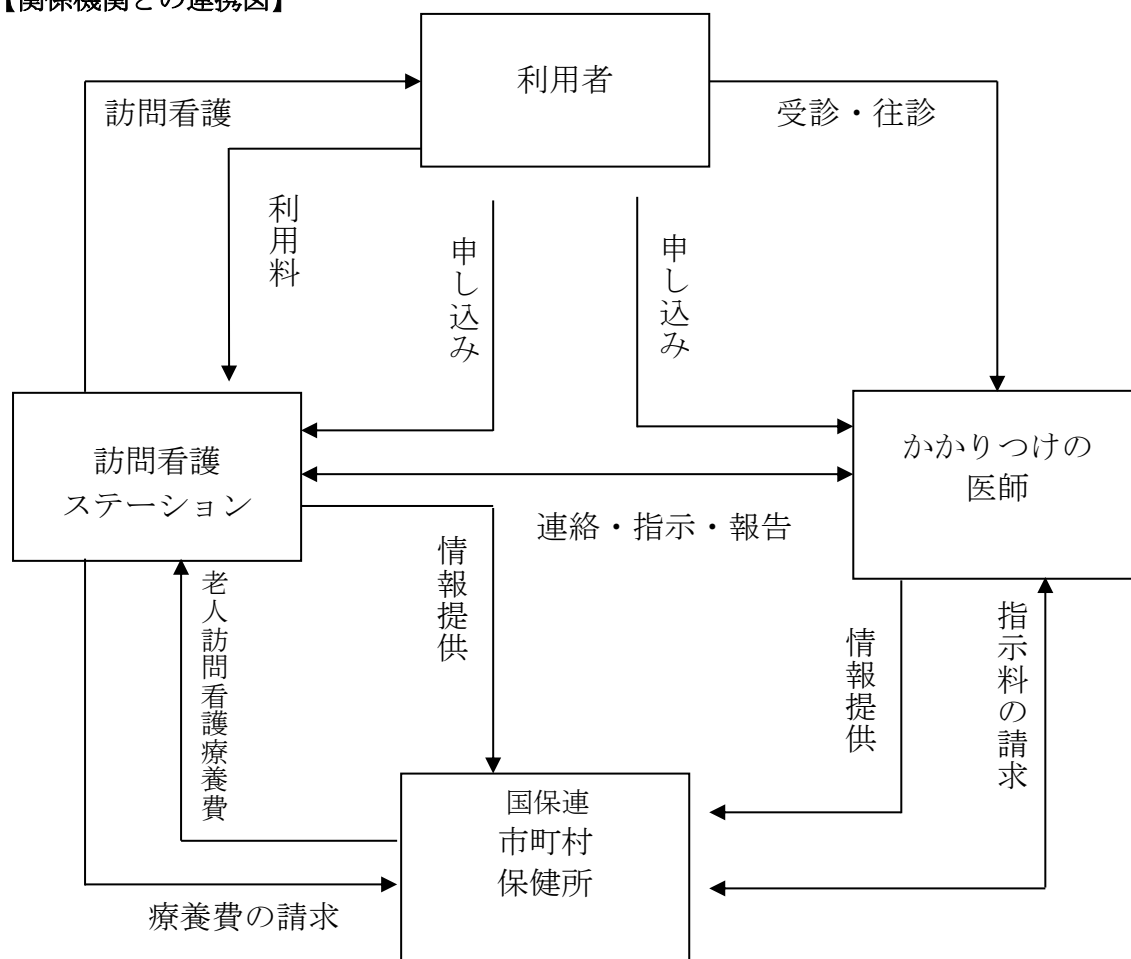 【関係機関との連携図】
利用者
訪問看護
受診・往診
利用料
申し込み
申し込み
訪問看護
ステーション
かかりつけの
医師
連絡・指示・報告
老人訪問看護療養費
情報提供
情報提供
指示料の請求
国保連
市町村
保健所
療養費の請求